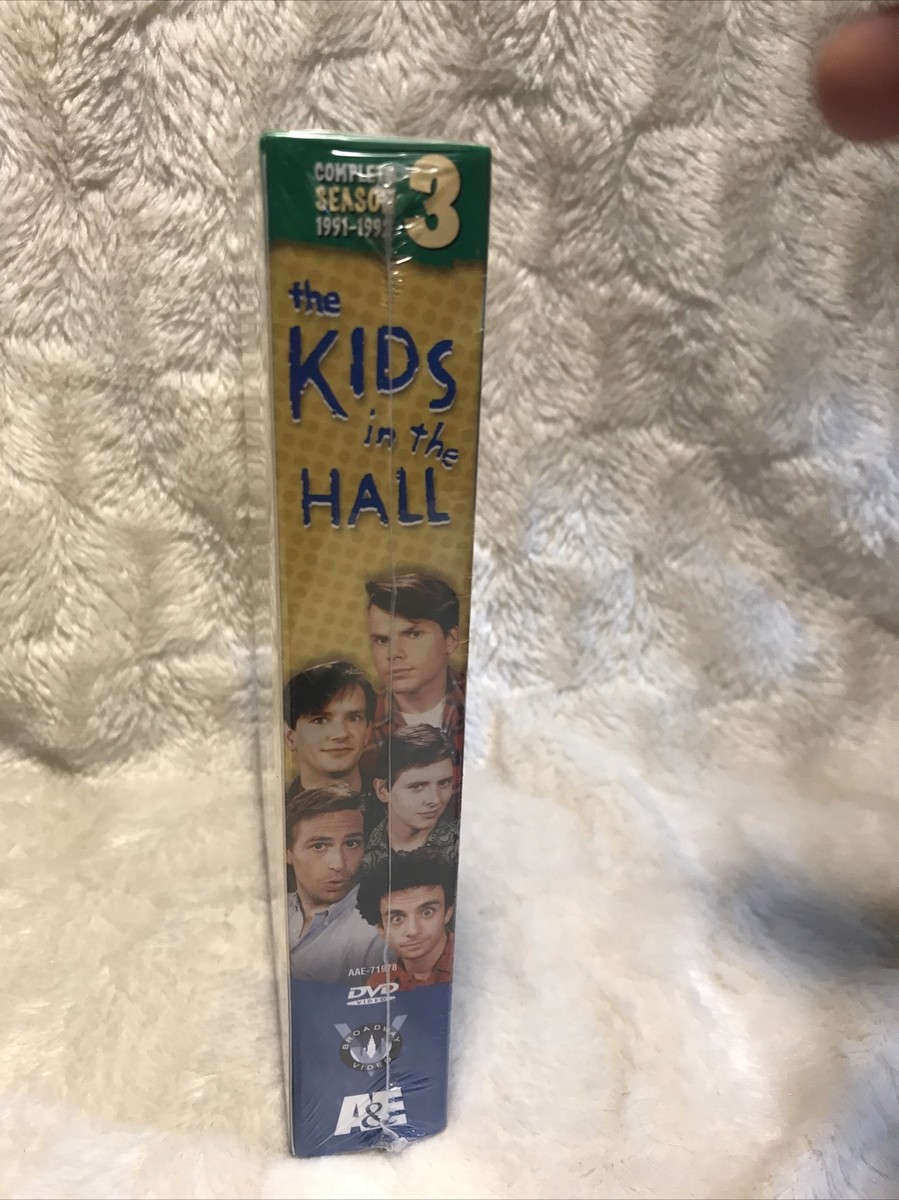 COMPLETE
SEASON 3
1991-1992
the
KIDS
in the
HALL
AAE-71978
DVD
VIDEO
BROADWAY
VIDEO
A&E